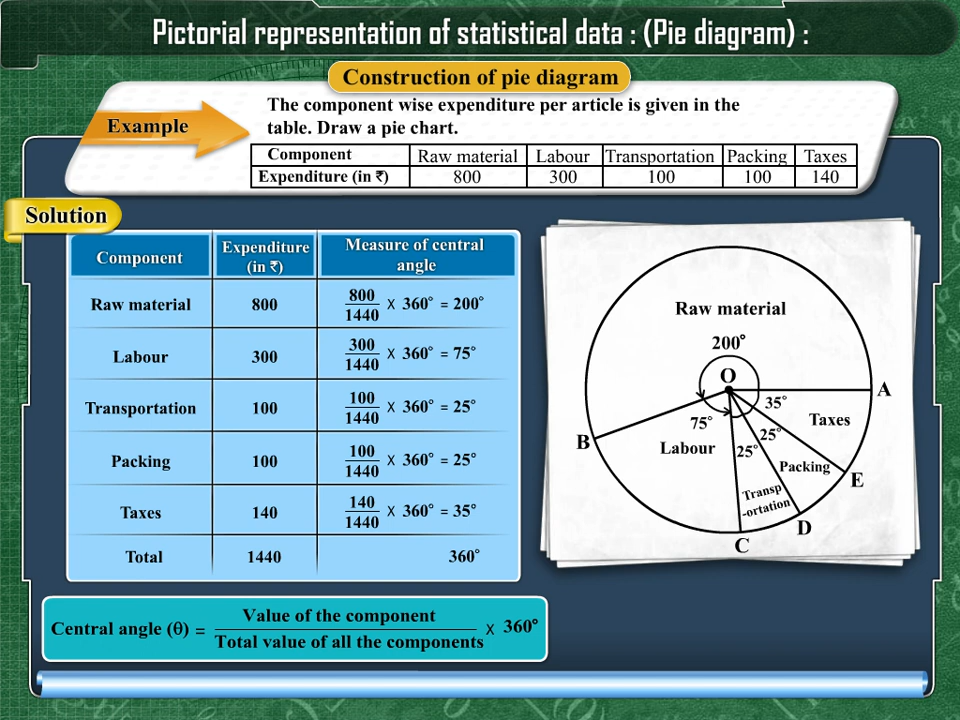 Pictorial representation of statistical data : (Pie diagram) :
Construction of pie diagram
Example
The component wise expenditure per article is given in the
table. Draw a pie chart.
Component Raw material Labour Transportation Packing Taxes
Expenditure (in ₹) 800 300 100 100 140
Solution
Component Expenditure (in ₹) Measure of central angle
Raw material 800 800/1440 X 360° = 200°
Labour 300 300/1440 X 360° = 75°
Transportation 100 100/1440 X 360° = 25°
Packing 100 100/1440 X 360° = 25°
Taxes 140 140/1440 X 360° = 35°
Total 1440 360°
Raw material
200°
O
A
35°
Taxes
75°
25°
B
Labour
25°
Packing
E
Transp
-ortation
D
C
Central angle (θ) = Value of the component / Total value of all the components X 360°